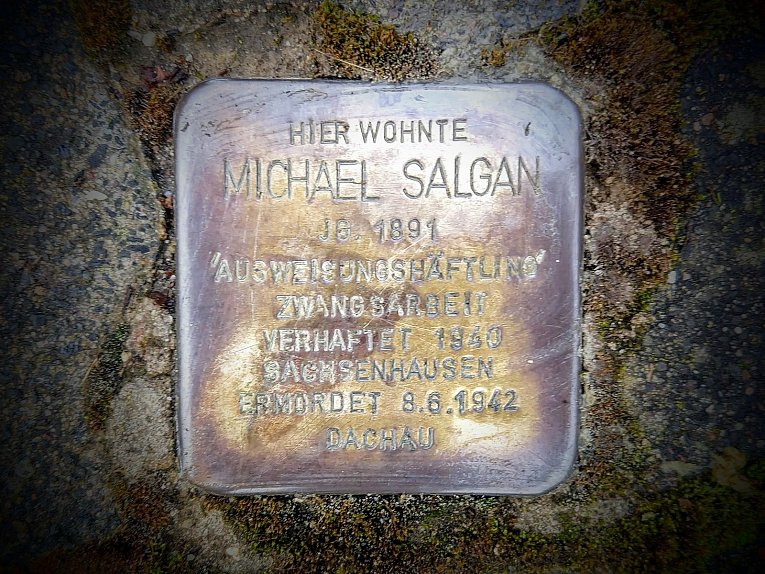 HIER WOHNTE
MICHAEL SALGAN
JG. 1891
'AUSWEISUNGSHÄFTLING'
ZWANGSARBEIT
VERHAFTET 1940
SACHSENHAUSEN
ERMORDET 8.6.1942
DACHAU